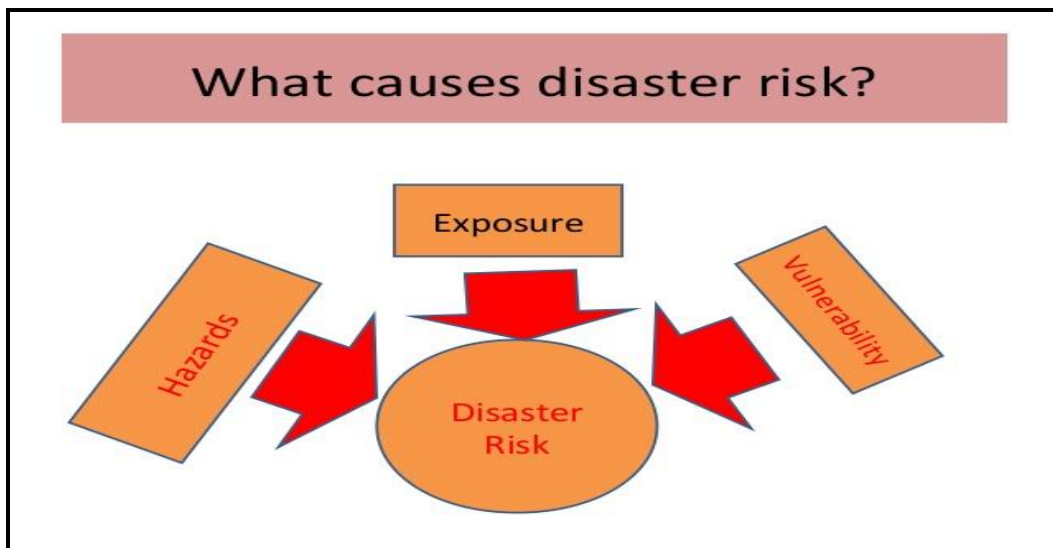 What causes disaster risk?
Exposure
Hazards
Vulnerability
Disaster
Risk